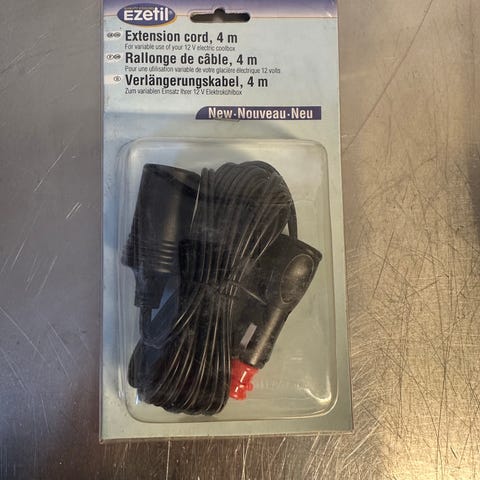 EZetil®
GB Extension cord, 4 m
For variable use of your 12 V electric coolbox
F Rallonge de câble, 4 m
Pour une utilisation variable de votre glacière électrique 12 volts
Verlängerungskabel, 4 m
Zum variablen Einsatz Ihrer 12 V Elektrokühlbox
New·Nouveau·Neu